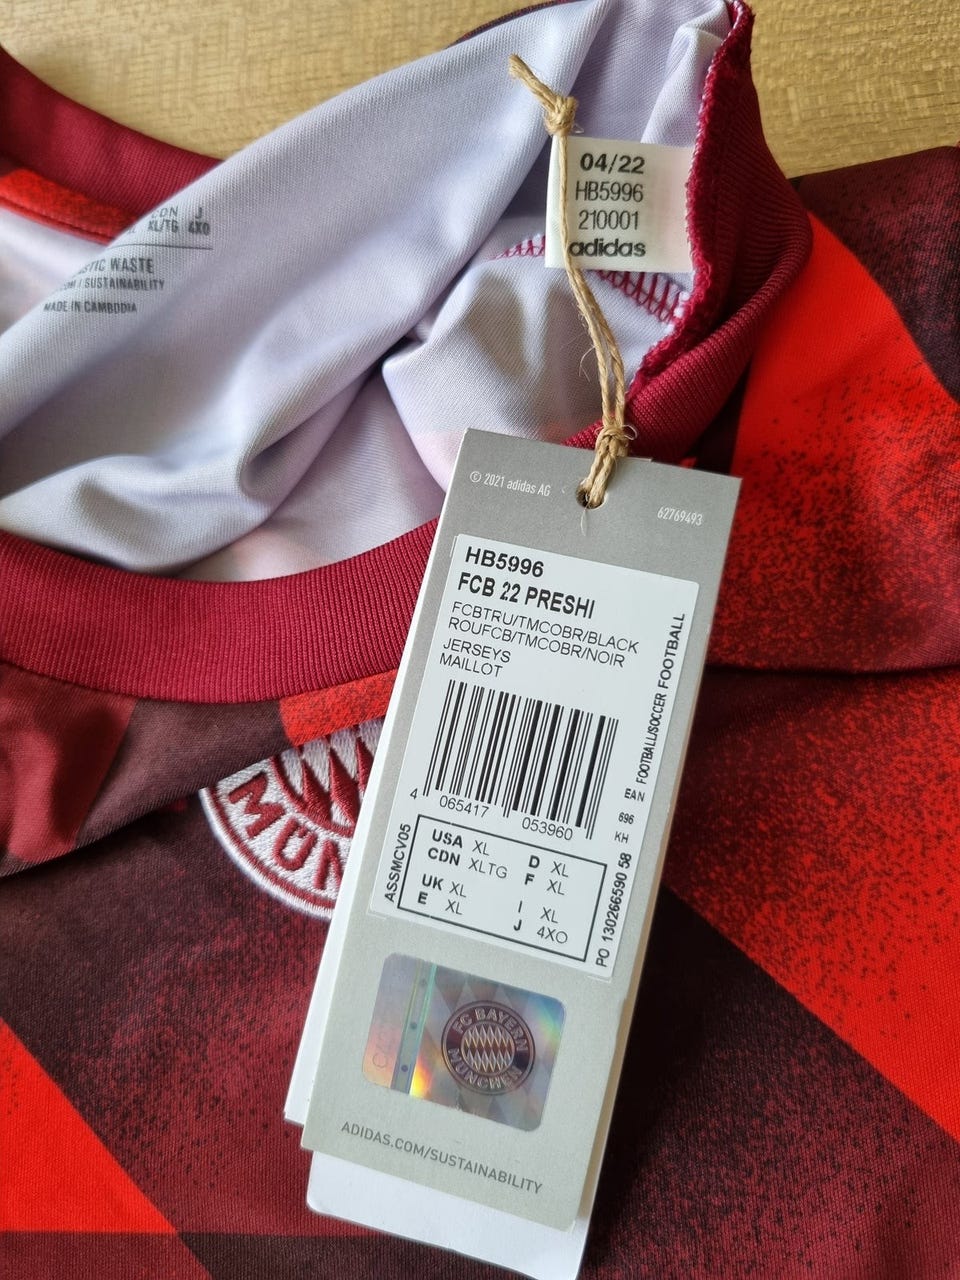 04/22
HB5996
210001
adidas
CDN J
XL/TG 4XO
PLASTIC WASTE
/ SUSTAINABILITY
MADE IN CAMBODIA
© 2021 adidas AG
62769493
HB5996
FCB 22 PRESHI
FCBTRU/TMCOBR/BLACK
ROUFCB/TMCOBR/NOIR
JERSEYS
MAILLOT
FOOTBALL/SOCCER FOOTBALL
EAN
696
KH
4 065417 053960
ASSMCV05
USA XL D XL
CDN XLTG F XL
UK XL I XL
E XL J 4XO
PO 130266590 58
MÜN
FC BAYERN
MÜNCHEN
ADIDAS.COM/SUSTAINABILITY